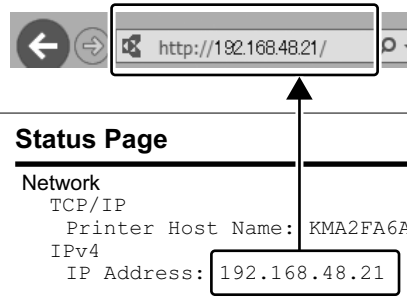 http://192.168.48.21/
Status Page
Network
TCP/IP
Printer Host Name: KMA2FA6A
IPv4
IP Address: 192.168.48.21